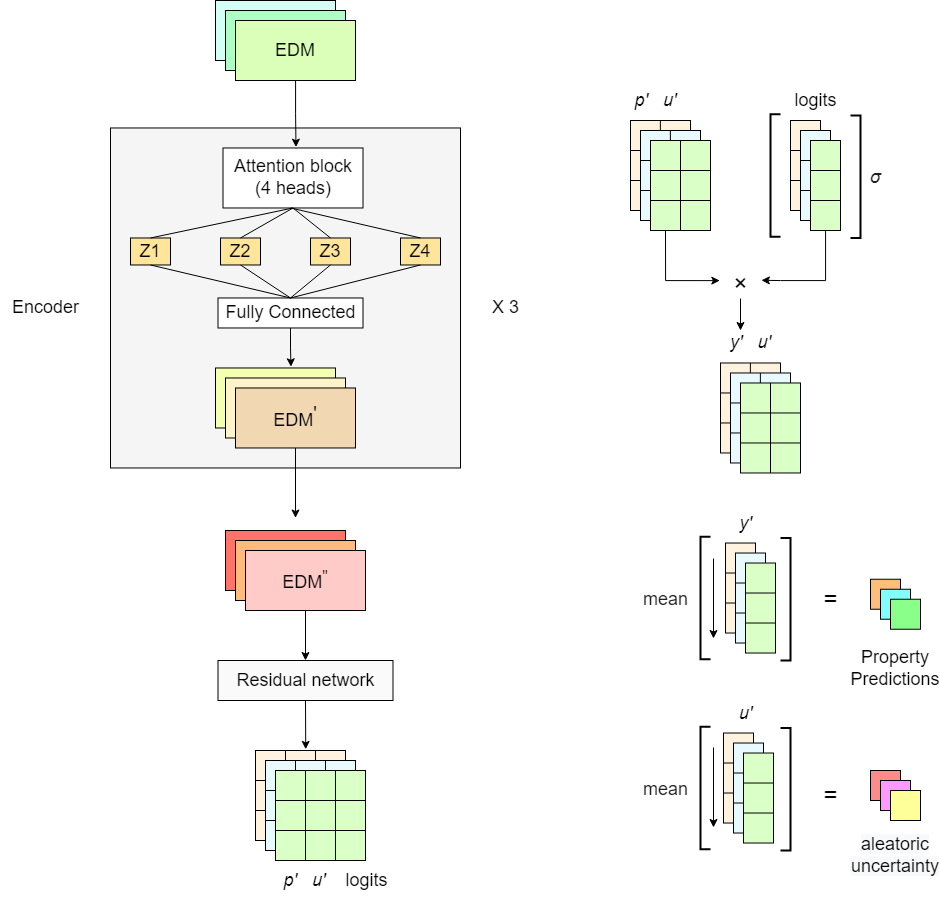 EDM
Attention block
(4 heads)
Z1 Z2 Z3 Z4
Fully Connected
EDM'
Encoder
X 3
EDM"
Residual network
p' u' logits
p' u'
logits
σ
×
y' u'
y'
mean
=
Property
Predictions
u'
mean
=
aleatoric
uncertainty